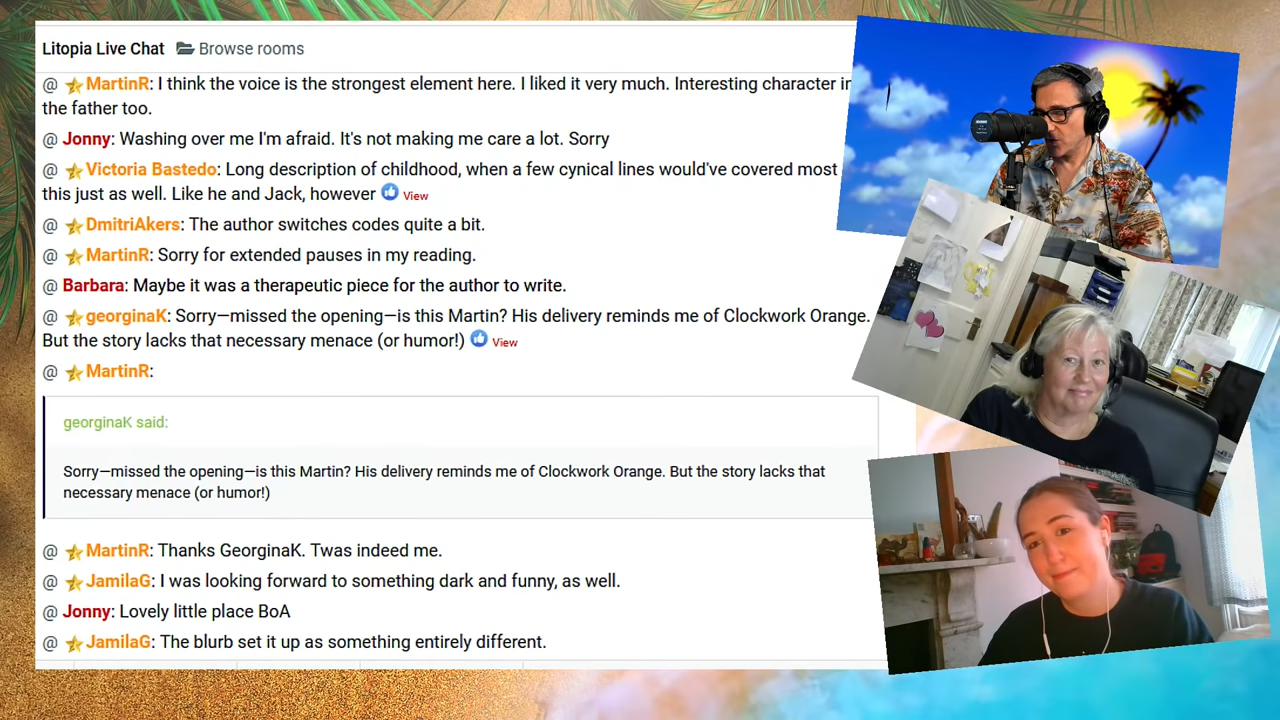 Litopia Live Chat Browse rooms
@ MartinR: I think the voice is the strongest element here. I liked it very much. Interesting character in
the father too.
@ Jonny: Washing over me I'm afraid. It's not making me care a lot. Sorry
@ Victoria Bastedo: Long description of childhood, when a few cynical lines would've covered most
this just as well. Like he and Jack, however View
@ DmitriAkers: The author switches codes quite a bit.
@ MartinR: Sorry for extended pauses in my reading.
@ Barbara: Maybe it was a therapeutic piece for the author to write.
@ georginaK: Sorry—missed the opening—is this Martin? His delivery reminds me of Clockwork Orange.
But the story lacks that necessary menace (or humor!) View
@ MartinR:
georginaK said:
Sorry—missed the opening—is this Martin? His delivery reminds me of Clockwork Orange. But the story lacks that
necessary menace (or humor!)
@ MartinR: Thanks GeorginaK. Twas indeed me.
@ JamilaG: I was looking forward to something dark and funny, as well.
@ Jonny: Lovely little place BoA
@ JamilaG: The blurb set it up as something entirely different.